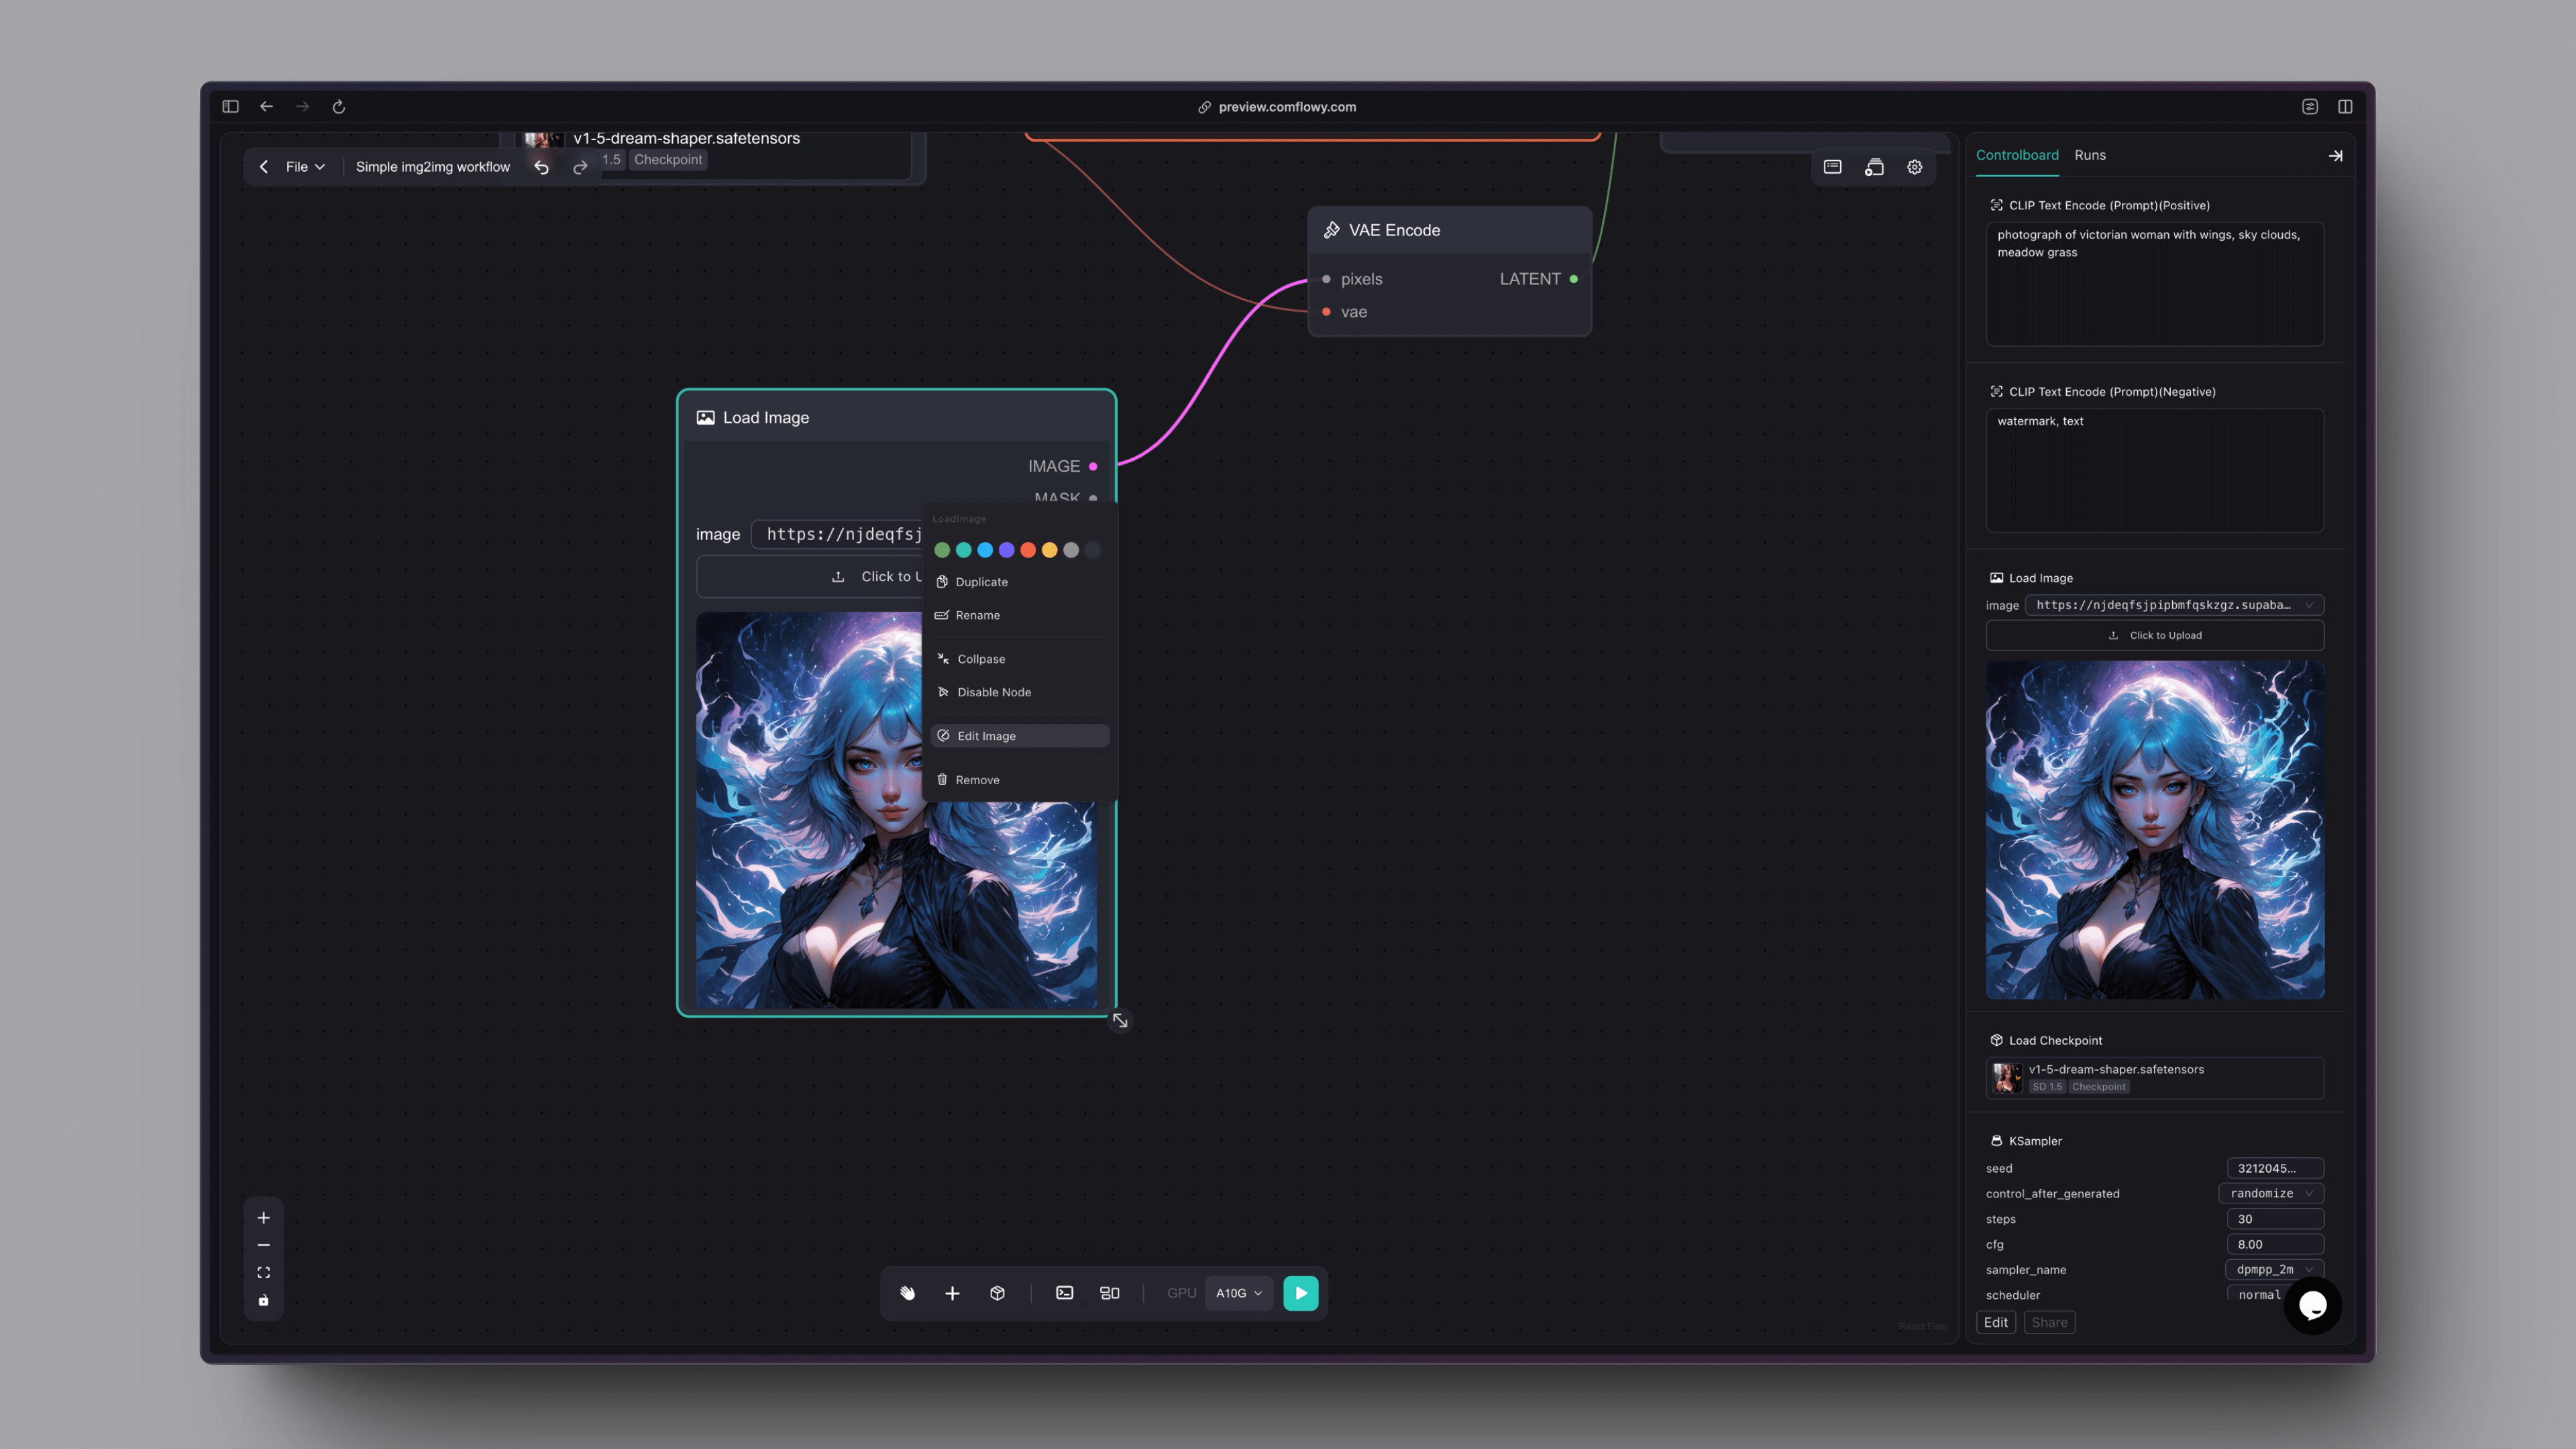 preview.comflowy.com
v1-5-dream-shaper.safetensors
1.5 Checkpoint
File
Simple img2img workflow
VAE Encode
pixels LATENT
vae
Load Image
IMAGE
MASK
image https://njdeqfsj
Click to U
LoadImage
Duplicate
Rename
Collpase
Disable Node
Edit Image
Remove
GPU A10G
React Flow
Controlboard Runs
CLIP Text Encode (Prompt)(Positive)
photograph of victorian woman with wings, sky clouds,
meadow grass
CLIP Text Encode (Prompt)(Negative)
watermark, text
Load Image
image https://njdeqfsjpipbmfqskzgz.supaba...
Click to Upload
Load Checkpoint
v1-5-dream-shaper.safetensors
SD 1.5 Checkpoint
KSampler
seed 3212045...
control_after_generated randomize
steps 30
cfg 8.00
sampler_name dpmpp_2m
scheduler normal
Edit Share